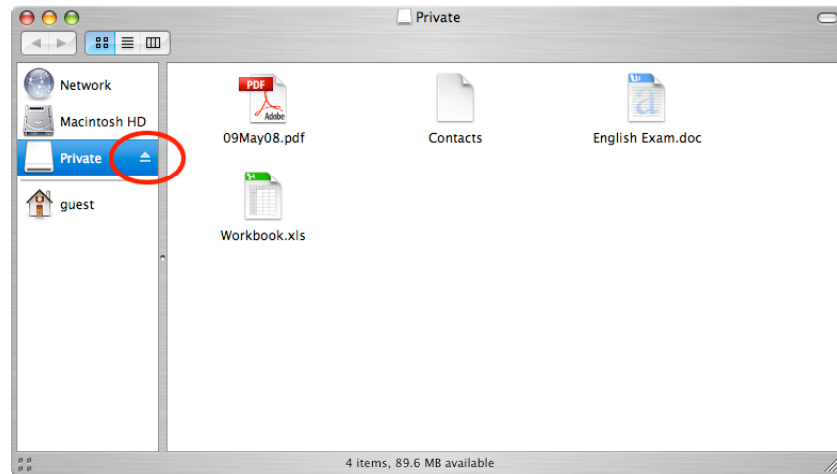 Private
Network
Macintosh HD
Private
guest
PDF
Adobe
09May08.pdf
Contacts
W
a
English Exam.doc
X
Workbook.xls
4 items, 89.6 MB available